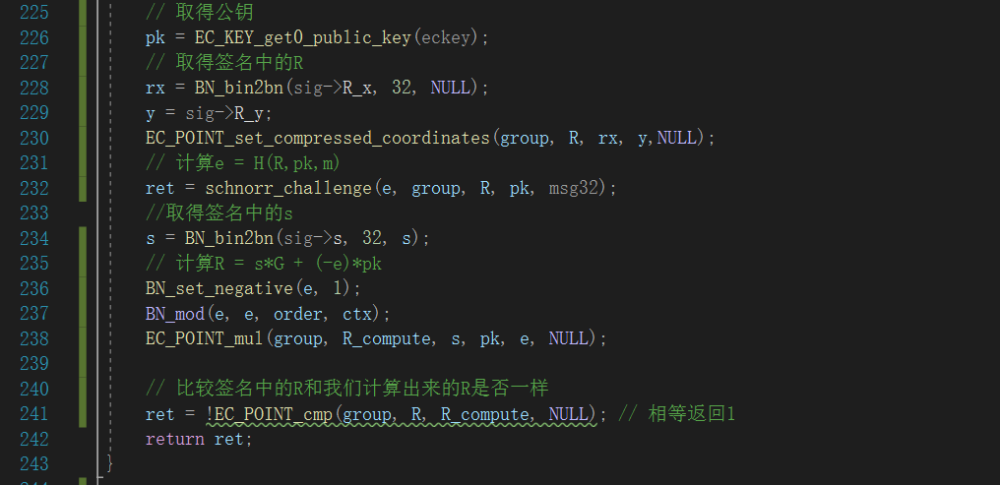 225 // 取得公钥
226 pk = EC_KEY_get0_public_key(eckey);
227 // 取得签名中的R
228 rx = BN_bin2bn(sig->R_x, 32, NULL);
229 y = sig->R_y;
230 EC_POINT_set_compressed_coordinates(group, R, rx, y,NULL);
231 // 计算e = H(R,pk,m)
232 ret = schnorr_challenge(e, group, R, pk, msg32);
233 //取得签名中的s
234 s = BN_bin2bn(sig->s, 32, s);
235 // 计算R = s*G + (-e)*pk
236 BN_set_negative(e, 1);
237 BN_mod(e, e, order, ctx);
238 EC_POINT_mul(group, R_compute, s, pk, e, NULL);
239
240 // 比较签名中的R和我们计算出来的R是否一样
241 ret = !EC_POINT_cmp(group, R, R_compute, NULL); // 相等返回1
242 return ret;
243 }